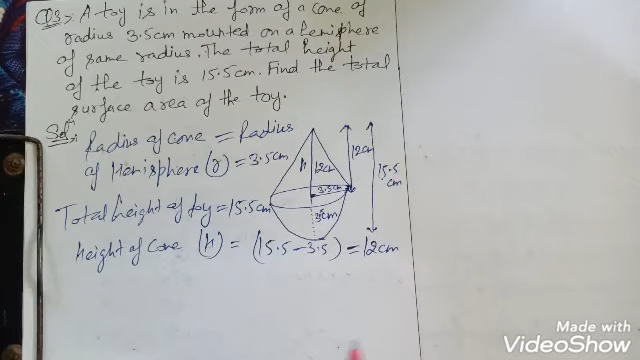 Q3:- A toy is in the form of a cone of
radius 3.5cm mounted on a hemisphere
of same radius. The total height
of the toy is 15.5cm. Find the total
surface area of the toy.
Sol:-
Radius of cone = Radius
of Hemisphere (r) = 3.5cm
h
12cm
12cm
15.5
cm
3.5cm
3.5cm
Total height of toy = 15.5cm
Height of cone (h) = (15.5-3.5) = 12cm
Made with
VideoShow